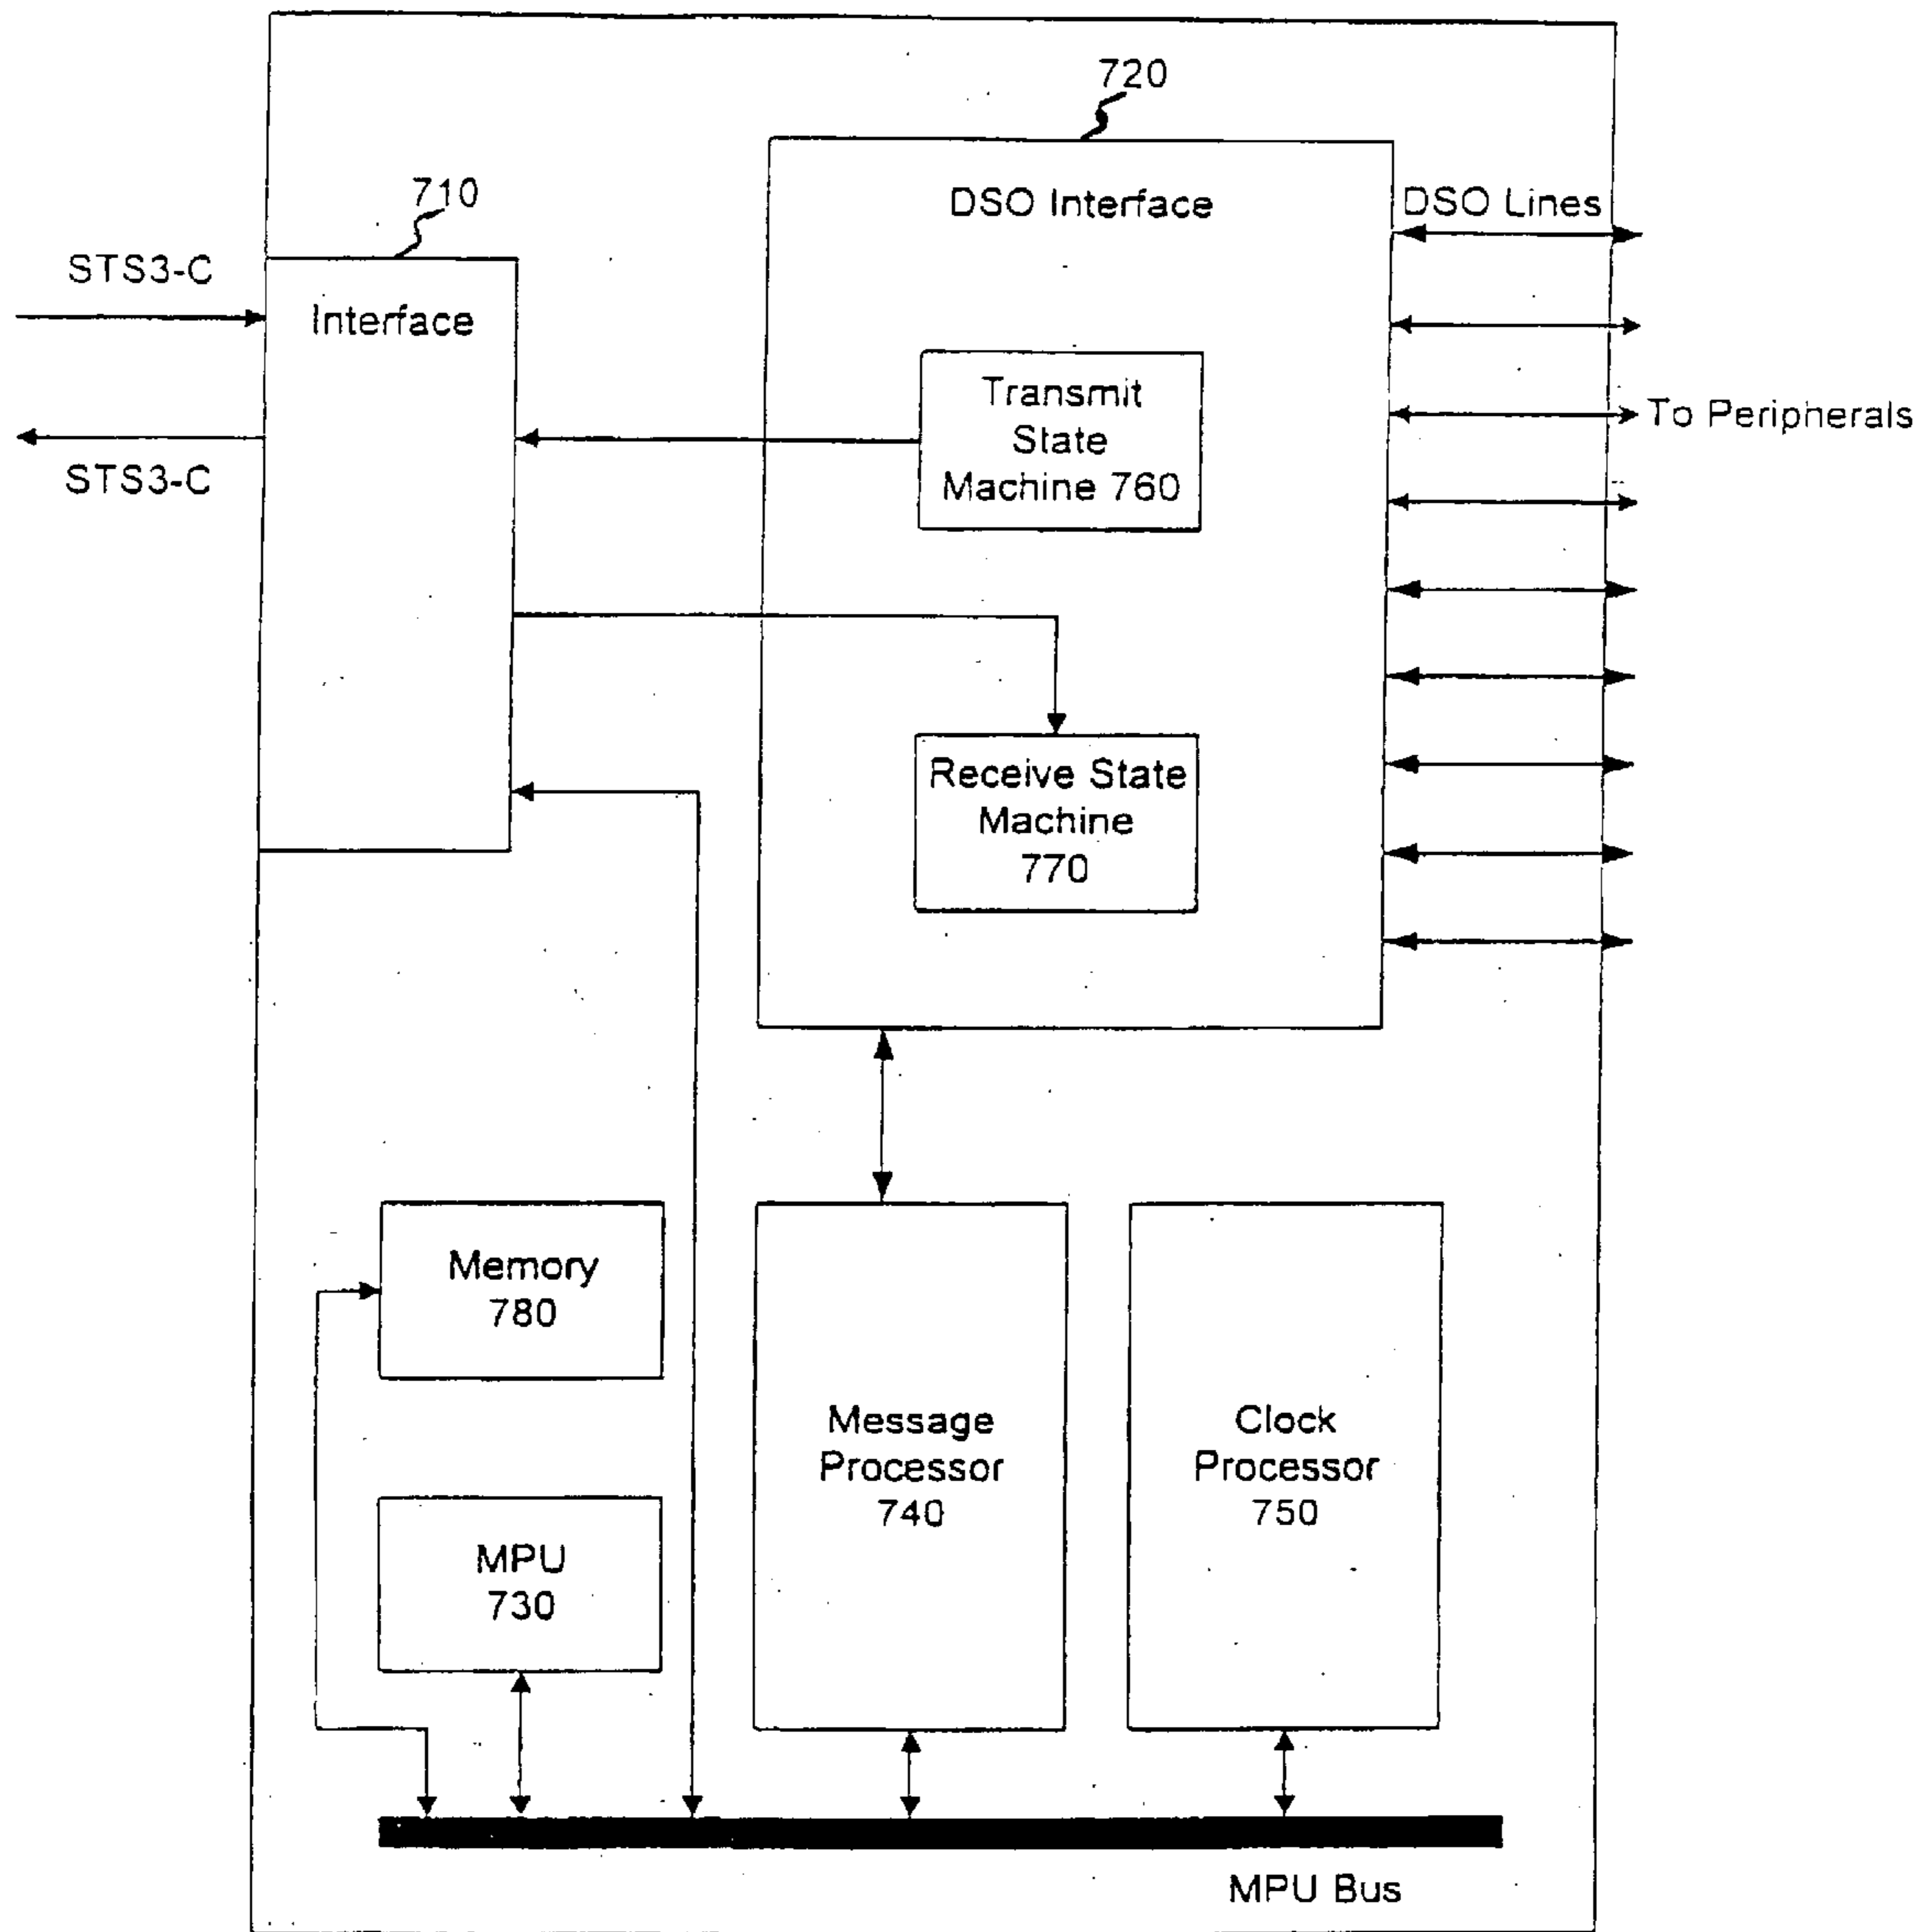 720
710
DSO Interface
DSO Lines
STS3-C
Interface
Transmit
State
Machine 760
To Peripherals
STS3-C
Receive State
Machine
770
Memory
780
Message
Processor
740
Clock
Processor
750
MPU
730
MPU Bus